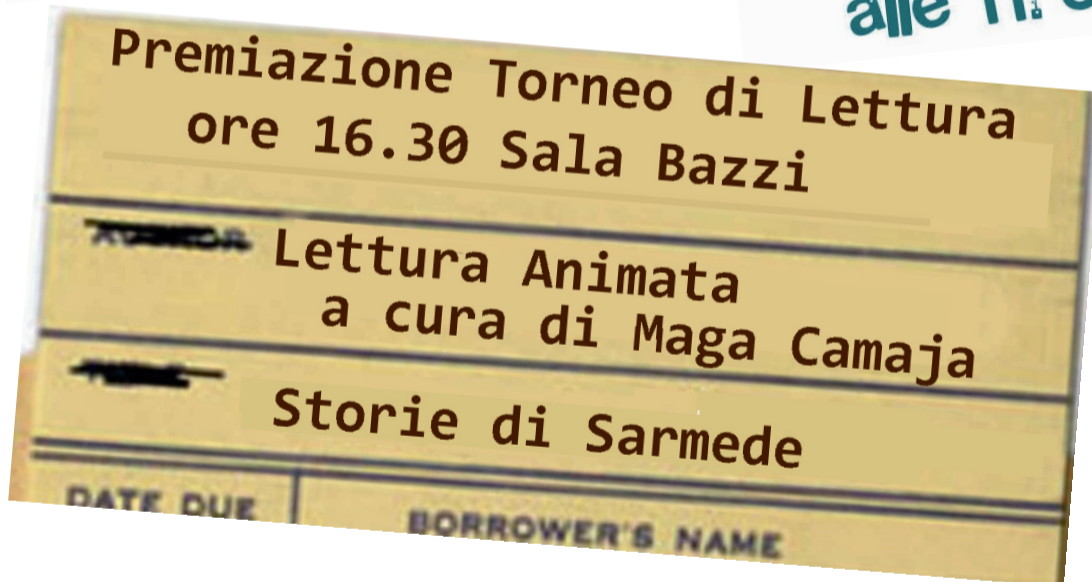 alle
Premiazione Torneo di Lettura
ore 16.30 Sala Bazzi
Lettura Animata
a cura di Maga Camaja
Storie di Sarmede
DATE DUE
BORROWER'S NAME